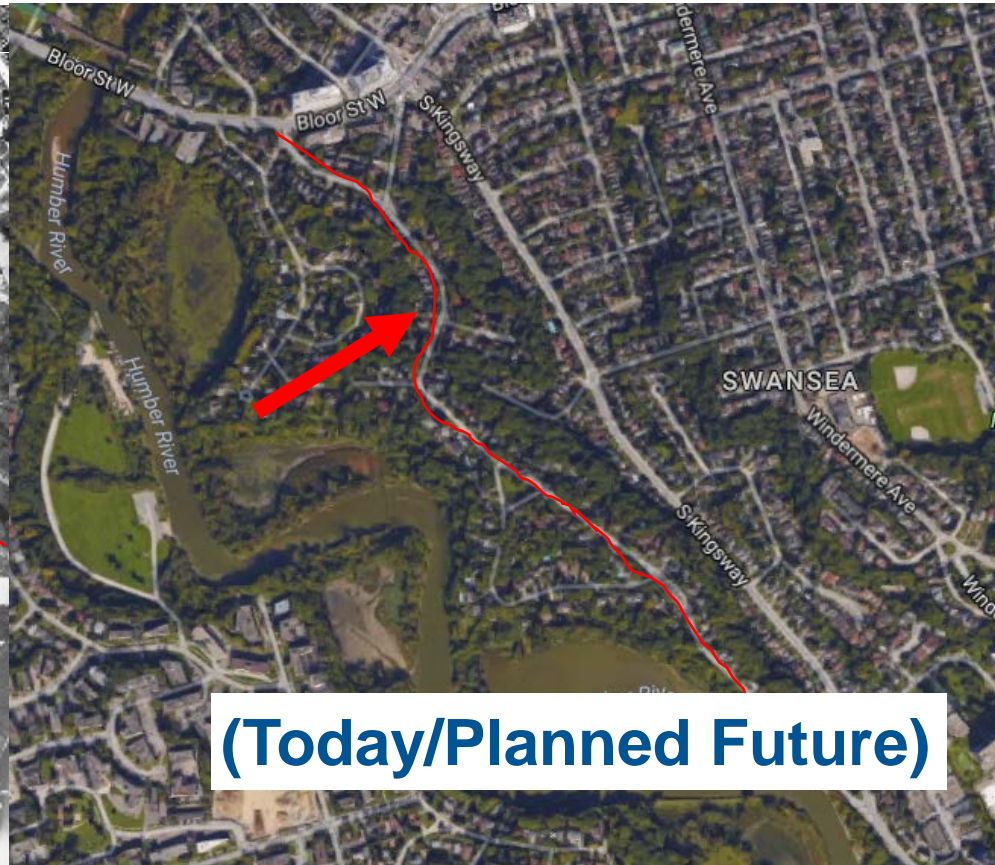 Bloor St W
Bloor St W
S Kingsway
Windermere Ave
Humber River
Humber River
SWANSEA
Windermere Ave
S Kingsway
(Today/Planned Future)